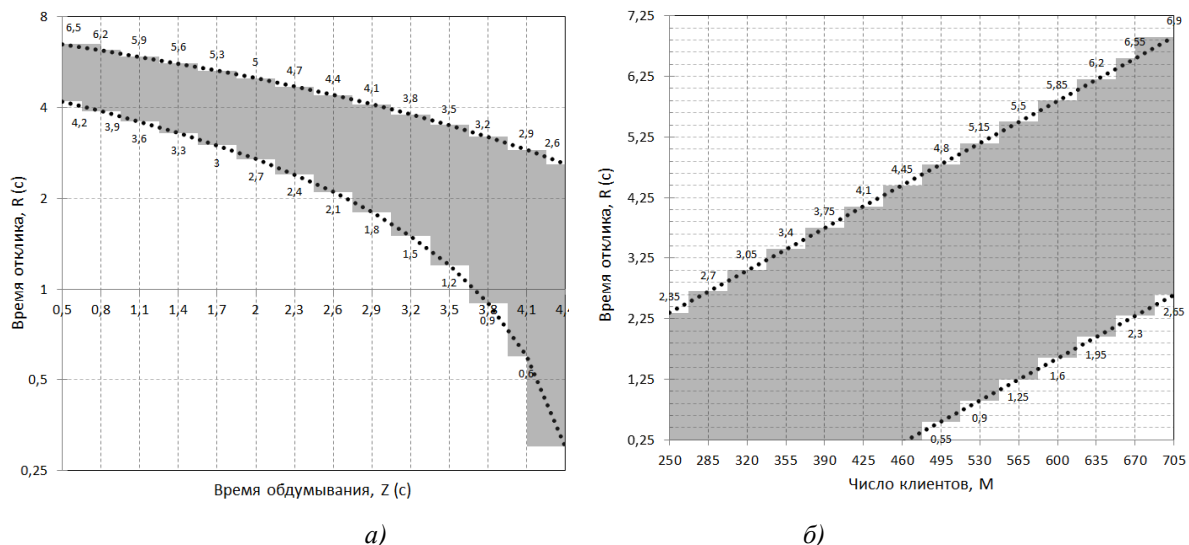 8
6,5 6,2 5,9 5,6 5,3 5 4,7 4,4 4,1 3,8 3,5 3,2 2,9 2,6
4
4,2 3,9 3,6 3,3 3 2,7 2,4 2,1 1,8 1,5 1,2 0,9 0,6
2
1
0,5
0,25
0,5 0,8 1,1 1,4 1,7 2 2,3 2,6 2,9 3,2 3,5 3,8 4,1
Время отклика, R (с)
Время обдумывания, Z (с)
а)
7,25
6,25
5,25
4,25
3,25
2,25
1,25
0,25
2,35 2,7 3,05 3,4 3,75 4,1 4,45 4,8 5,15 5,5 5,85 6,2 6,55 6,9
0,55 0,9 1,25 1,6 1,95 2,3 2,65
250 285 320 355 390 425 460 495 530 565 600 635 670 705
Время отклика, R (с)
Число клиентов, M
б)